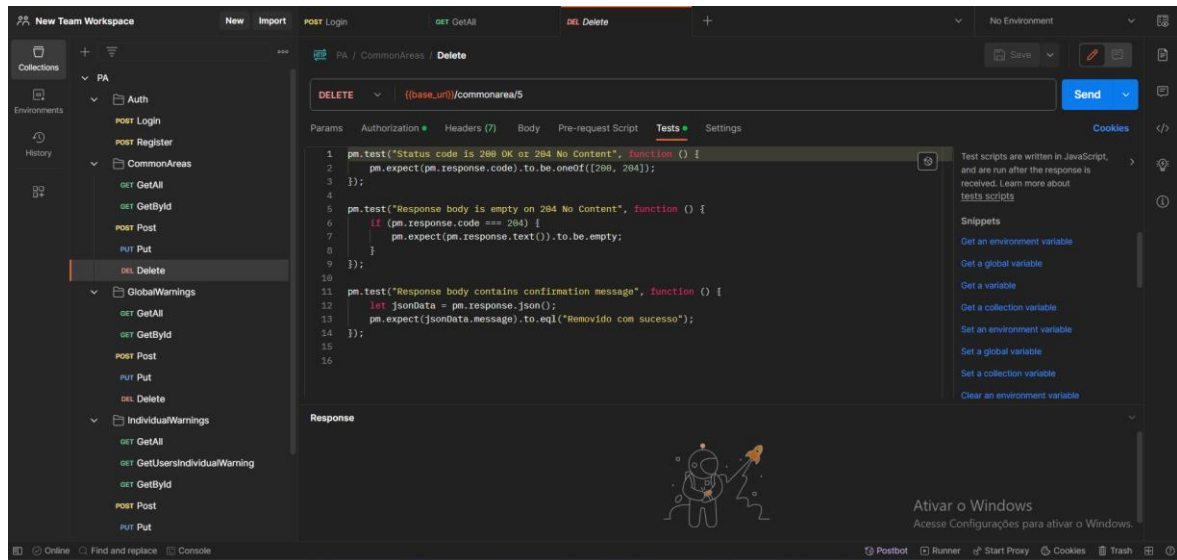 New Team Workspace New Import
POST Login GET GetAll DEL Delete No Environment
Collections
Environments
History
PA
Auth
POST Login
POST Register
CommonAreas
GET GetAll
GET GetById
POST Post
PUT Put
DEL Delete
GlobalWarnings
GET GetAll
GET GetById
POST Post
PUT Put
DEL Delete
IndividualWarnings
GET GetAll
GET GetUsersIndividualWarning
GET GetById
POST Post
PUT Put
HTTP PA / CommonAreas / Delete Save
DELETE {{base_url}}/commonarea/5 Send
Params Authorization Headers (7) Body Pre-request Script Tests Settings Cookies
1 pm.test("Status code is 200 OK or 204 No Content", function () {
2 pm.expect(pm.response.code).to.be.oneOf([200, 204]);
3 });
4
5 pm.test("Response body is empty on 204 No Content", function () {
6 if (pm.response.code === 204) {
7 pm.expect(pm.response.text()).to.be.empty;
8 }
9 });
10
11 pm.test("Response body contains confirmation message", function () {
12 let jsonData = pm.response.json();
13 pm.expect(jsonData.message).to.eql("Removido com sucesso");
14 });
15
16
Test scripts are written in JavaScript,
and are run after the response is
received. Learn more about
tests scripts
Snippets
Get an environment variable
Get a global variable
Get a variable
Get a collection variable
Set an environment variable
Set a global variable
Set a collection variable
Clear an environment variable
Response
Ativar o Windows
Acesse Configurações para ativar o Windows.
Online Find and replace Console Postbot Runner Start Proxy Cookies Trash